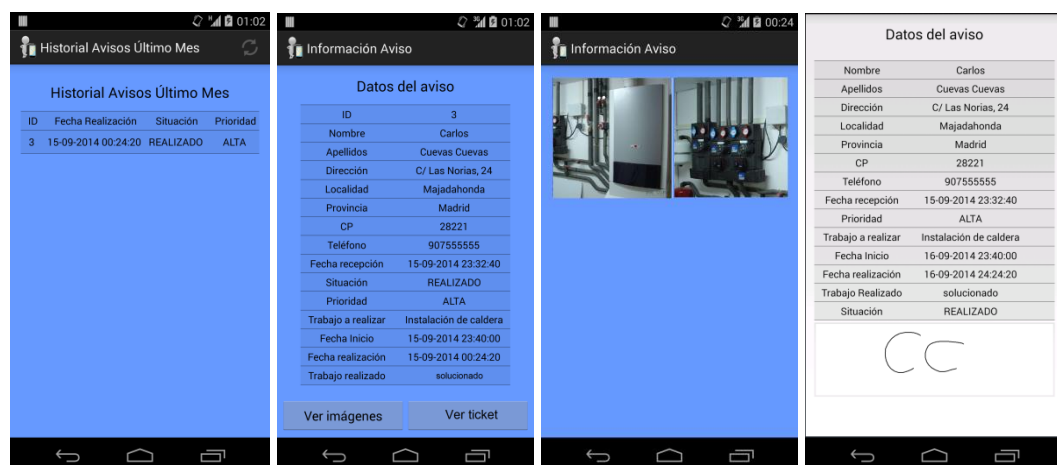 01:02
Historial Avisos Último Mes
Historial Avisos Último Mes
ID Fecha Realización Situación Prioridad
3 15-09-2014 00:24:20 REALIZADO ALTA
3G 01:02
Información Aviso
Datos del aviso
ID 3
Nombre Carlos
Apellidos Cuevas Cuevas
Dirección C/ Las Norias, 24
Localidad Majadahonda
Provincia Madrid
CP 28221
Teléfono 907555555
Fecha recepción 15-09-2014 23:32:40
Situación REALIZADO
Prioridad ALTA
Trabajo a realizar Instalación de caldera
Fecha Inicio 15-09-2014 23:40:00
Fecha realización 15-09-2014 00:24:20
Trabajo realizado solucionado
Ver imágenes Ver ticket
3G 00:24
Información Aviso
Datos del aviso
Nombre Carlos
Apellidos Cuevas Cuevas
Dirección C/ Las Norias, 24
Localidad Majadahonda
Provincia Madrid
CP 28221
Teléfono 907555555
Fecha recepción 15-09-2014 23:32:40
Prioridad ALTA
Trabajo a realizar Instalación de caldera
Fecha Inicio 16-09-2014 23:40:00
Fecha realización 16-09-2014 24:24:20
Trabajo Realizado solucionado
Situación REALIZADO
Cc